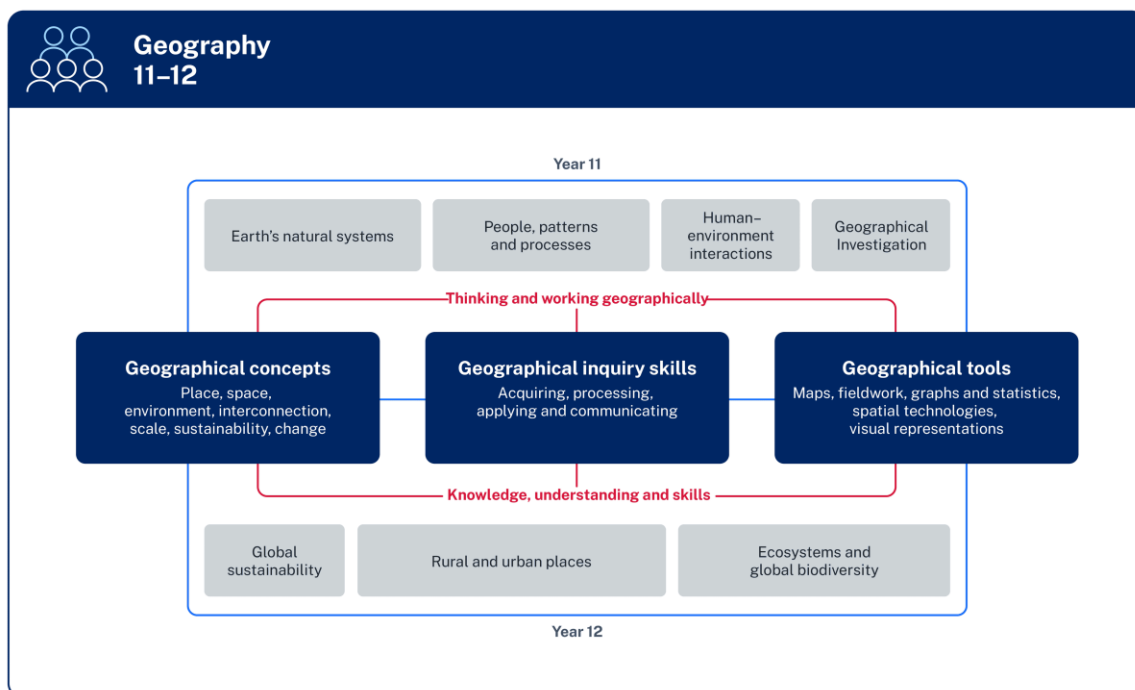 Geography
11–12
Year 11
Earth's natural systems
People, patterns
and processes
Human–
environment
interactions
Geographical
Investigation
Thinking and working geographically
Geographical concepts
Place, space,
environment, interconnection,
scale, sustainability, change
Geographical inquiry skills
Acquiring, processing,
applying and communicating
Geographical tools
Maps, fieldwork, graphs and statistics,
spatial technologies,
visual representations
Knowledge, understanding and skills
Global
sustainability
Rural and urban places
Ecosystems and
global biodiversity
Year 12